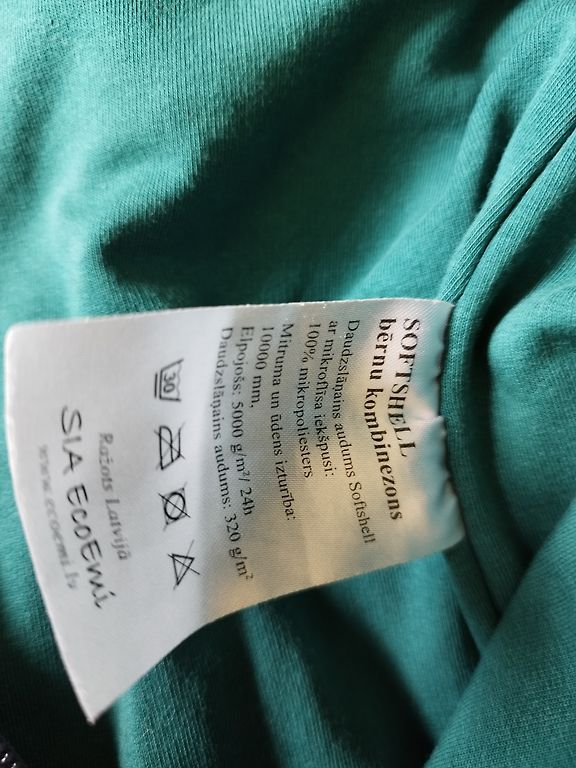 SOFTSHELL
bērnu kombinezons
Daudzslāņains audums Softshell
ar mikroflīsa iekšpusi:
100% mikropoliesters
Mitruma un ūdens izturība:
10000 mm,
Elpojošs: 5000 g/m²/ 24h
Daudzslāņains audums: 320 g/m²
30
Ražots Latvijā
SIA ECOEMI
www.ecoemi.lv